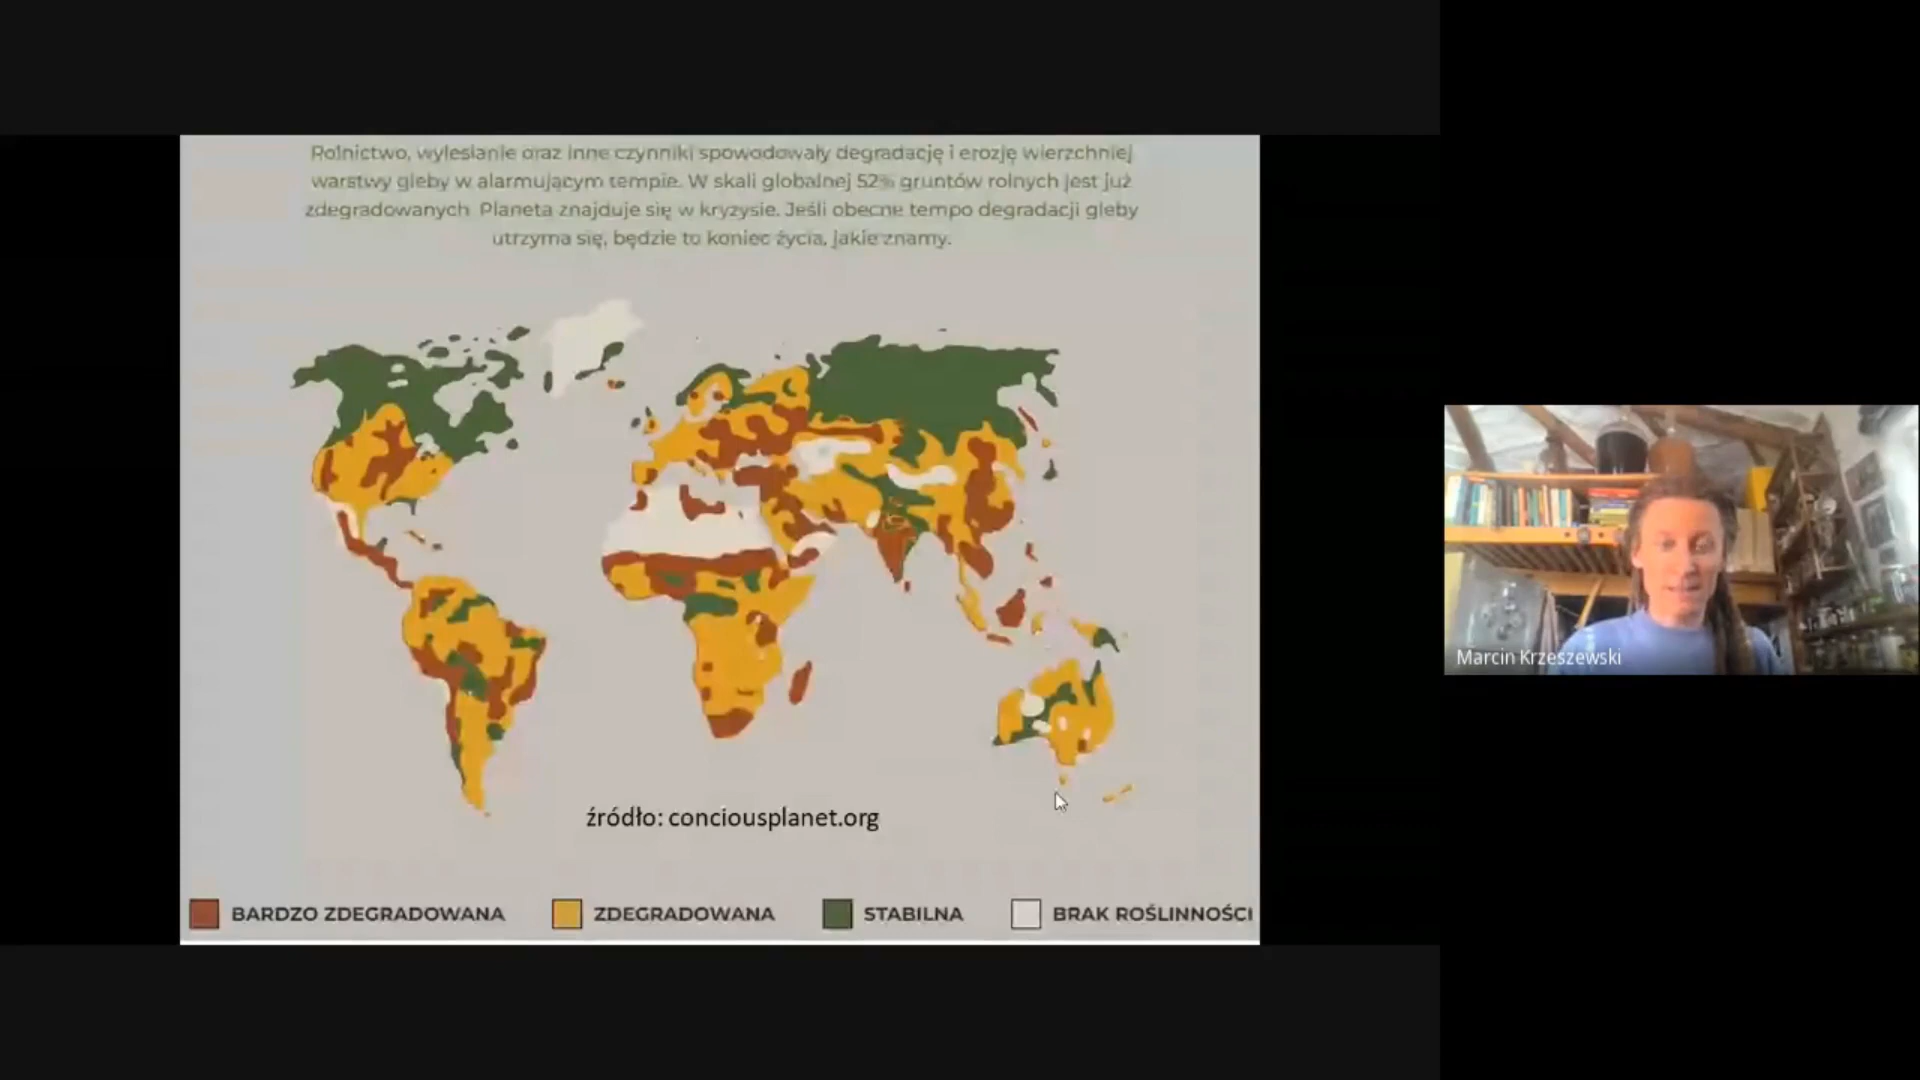 Rolnictwo, wylesianie oraz inne czynniki spowodowały degradację i erozję wierzchniej
warstwy gleby w alarmującym tempie. W skali globalnej 52% gruntów rolnych jest już
zdegradowanych. Planeta znajduje się w kryzysie. Jeśli obecne tempo degradacji gleby
utrzyma się, będzie to koniec życia, jakie znamy.
źródło: conciousplanet.org
BARDZO ZDEGRADOWANA
ZDEGRADOWANA
STABILNA
BRAK ROŚLINNOŚCI
Marcin Krzeszewski